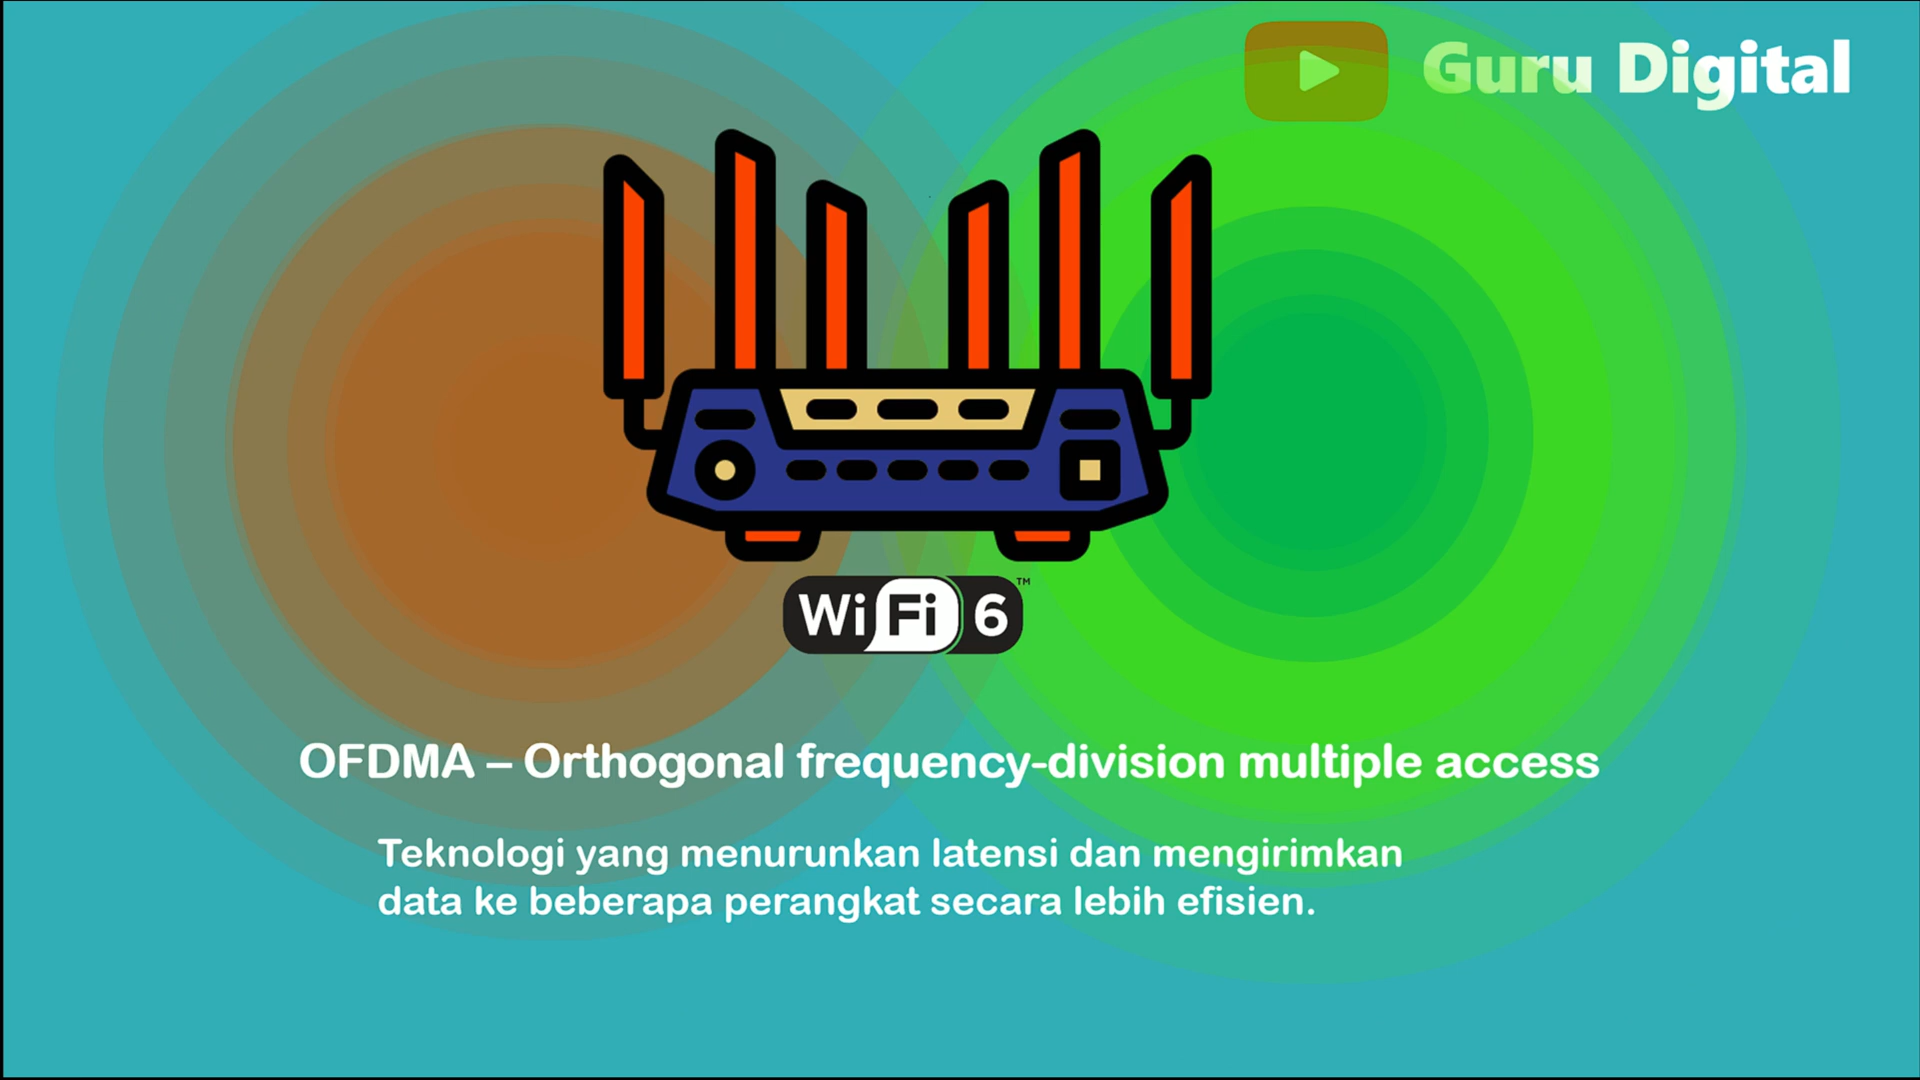 Guru Digital
WiFi 6 ™
OFDMA – Orthogonal frequency-division multiple access
Teknologi yang menurunkan latensi dan mengirimkan
data ke beberapa perangkat secara lebih efisien.